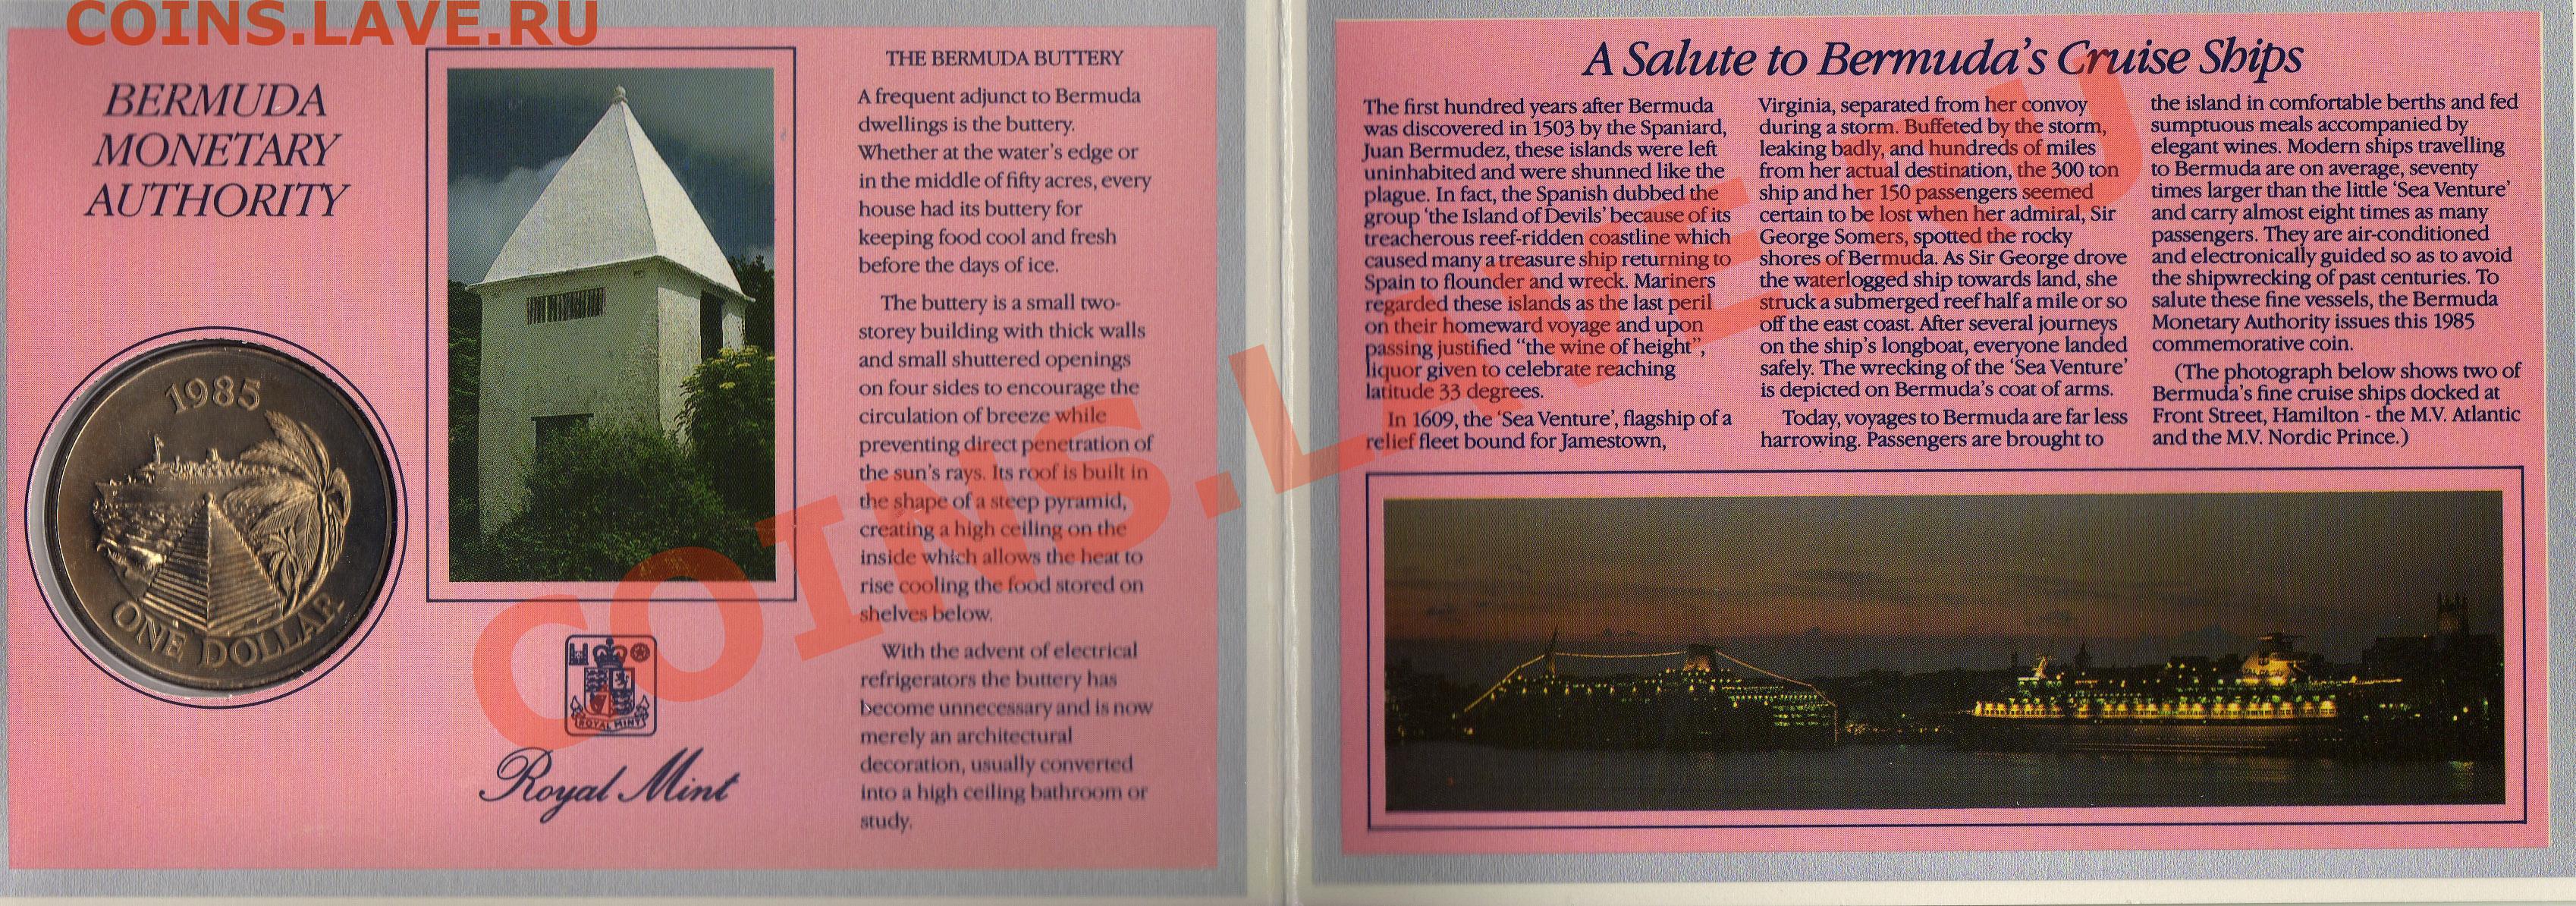 COINS.LAVE.RU
BERMUDA
MONETARY
AUTHORITY
1985
ONE DOLLAR
ROYAL MINT
Royal Mint
THE BERMUDA BUTTERY
A frequent adjunct to Bermuda
dwellings is the buttery.
Whether at the water's edge or
in the middle of fifty acres, every
house had its buttery for
keeping food cool and fresh
before the days of ice.
The buttery is a small two-
storey building with thick walls
and small shuttered openings
on four sides to encourage the
circulation of breeze while
preventing direct penetration of
the sun's rays. Its roof is built in
the shape of a steep pyramid,
creating a high ceiling on the
inside which allows the heat to
rise cooling the food stored on
shelves below.
With the advent of electrical
refrigerators the buttery has
become unnecessary and is now
merely an architectural
decoration, usually converted
into a high ceiling bathroom or
study.
A Salute to Bermuda's Cruise Ships
The first hundred years after Bermuda
was discovered in 1503 by the Spaniard,
Juan Bermudez, these islands were left
uninhabited and were shunned like the
plague. In fact, the Spanish dubbed the
group 'the Island of Devils' because of its
treacherous reef-ridden coastline which
caused many a treasure ship returning to
Spain to flounder and wreck. Mariners
regarded these islands as the last peril
on their homeward voyage and upon
passing justified "the wine of height",
liquor given to celebrate reaching
latitude 33 degrees.
In 1609, the 'Sea Venture', flagship of a
relief fleet bound for Jamestown,
Virginia, separated from her convoy
during a storm. Buffeted by the storm,
leaking badly, and hundreds of miles
from her actual destination, the 300 ton
ship and her 150 passengers seemed
certain to be lost when her admiral, Sir
George Somers, spotted the rocky
shores of Bermuda. As Sir George drove
the waterlogged ship towards land, she
struck a submerged reef half a mile or so
off the east coast. After several journeys
on the ship's longboat, everyone landed
safely. The wrecking of the 'Sea Venture'
is depicted on Bermuda's coat of arms.
Today, voyages to Bermuda are far less
harrowing. Passengers are brought to
the island in comfortable berths and fed
sumptuous meals accompanied by
elegant wines. Modern ships travelling
to Bermuda are on average, seventy
times larger than the little 'Sea Venture'
and carry almost eight times as many
passengers. They are air-conditioned
and electronically guided so as to avoid
the shipwrecking of past centuries. To
salute these fine vessels, the Bermuda
Monetary Authority issues this 1985
commemorative coin.
(The photograph below shows two of
Bermuda's fine cruise ships docked at
Front Street, Hamilton - the M.V. Atlantic
and the M.V. Nordic Prince.)
COINS.LAVE.RU